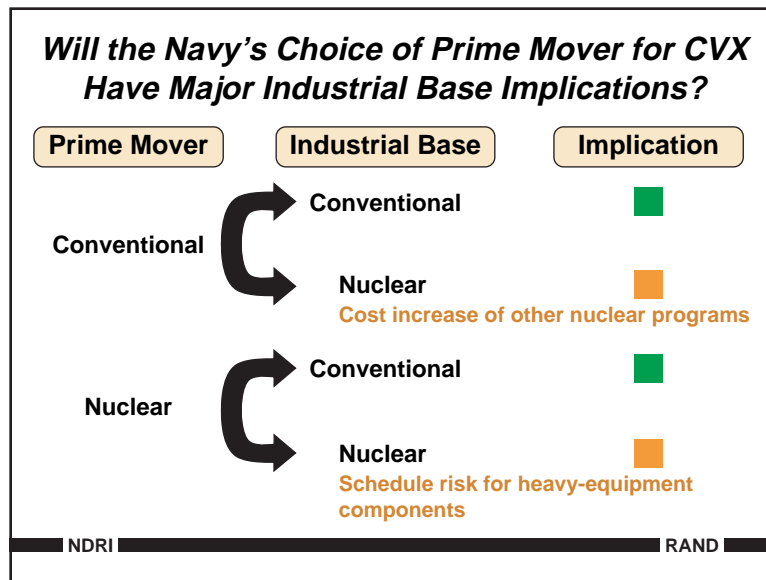 Will the Navy's Choice of Prime Mover for CVX
Have Major Industrial Base Implications?
Prime Mover
Industrial Base
Implication
Conventional
Conventional
Nuclear
Cost increase of other nuclear programs
Nuclear
Conventional
Nuclear
Schedule risk for heavy-equipment
components
NDRI
RAND